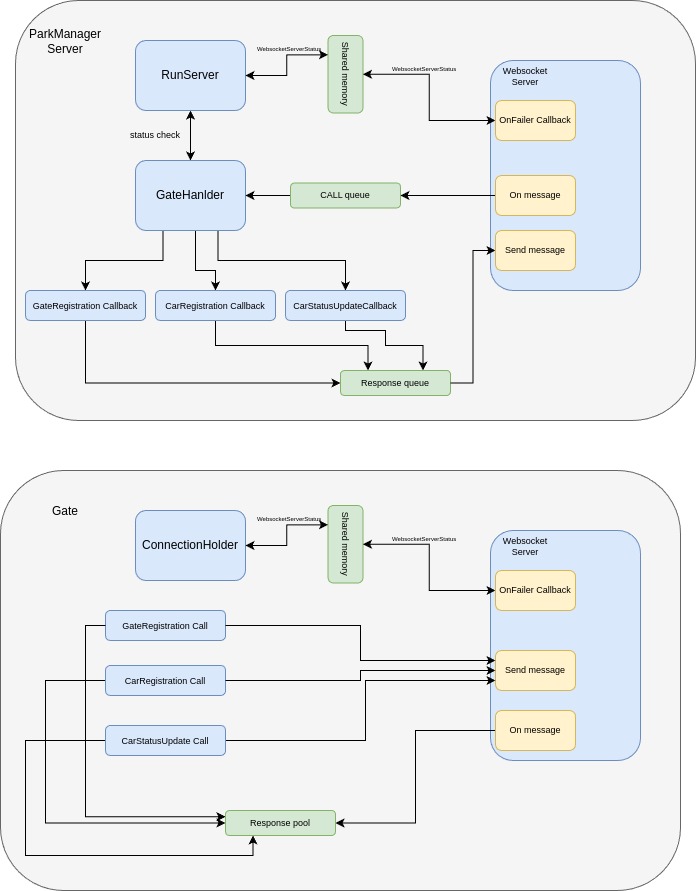 ParkManager
Server
RunServer
WebsocketServerStatus
Shared memory
WebsocketServerStatus
Websocket
Server
OnFailer Callback
status check
GateHanlder
CALL queue
On message
Send message
GateRegistration Callback
CarRegistration Callback
CarStatusUpdateCallback
Response queue
Gate
ConnectionHolder
WebsocketServerStatus
Shared memory
WebsocketServerStatus
Websocket
Server
OnFailer Callback
GateRegistration Call
CarRegistration Call
Send message
CarStatusUpdate Call
On message
Response pool